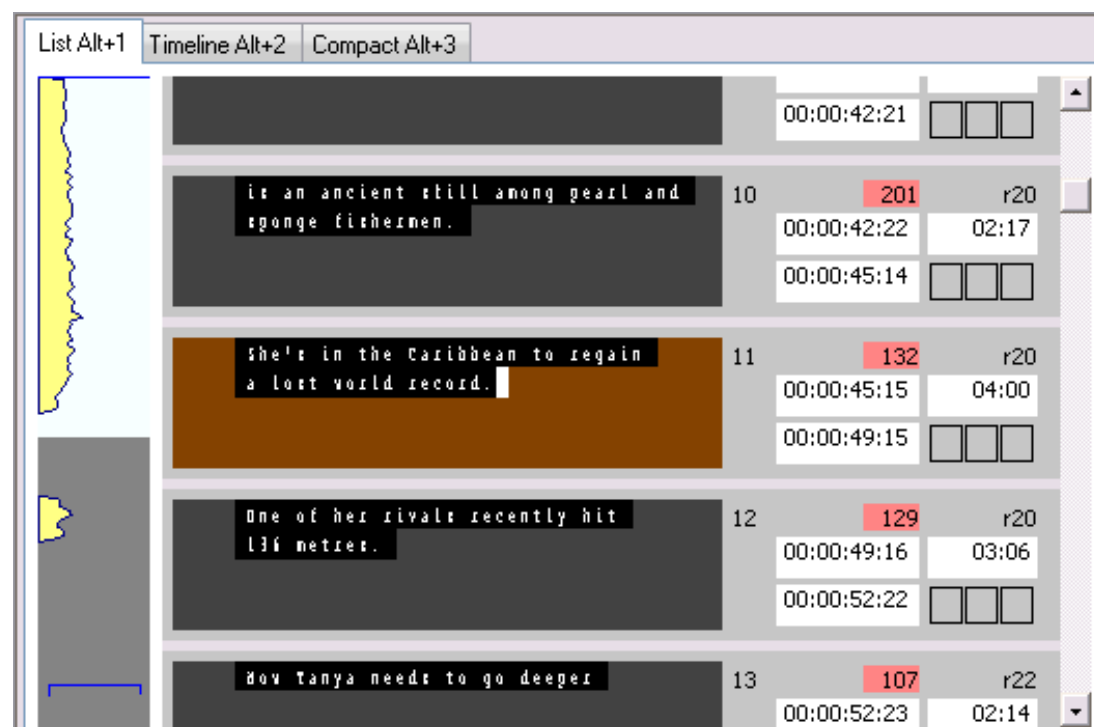 List Alt+1 Timeline Alt+2 Compact Alt+3
00:00:42:21
is an ancient still among pearl and
sponge fishermen.
10 201 r20
00:00:42:22 02:17
00:00:45:14
She's in the Caribbean to regain
a lost world record.
11 132 r20
00:00:45:15 04:00
00:00:49:15
One of her rivals recently hit
136 metres.
12 129 r20
00:00:49:16 03:06
00:00:52:22
Now Tanya needs to go deeper
13 107 r22
00:00:52:23 02:14